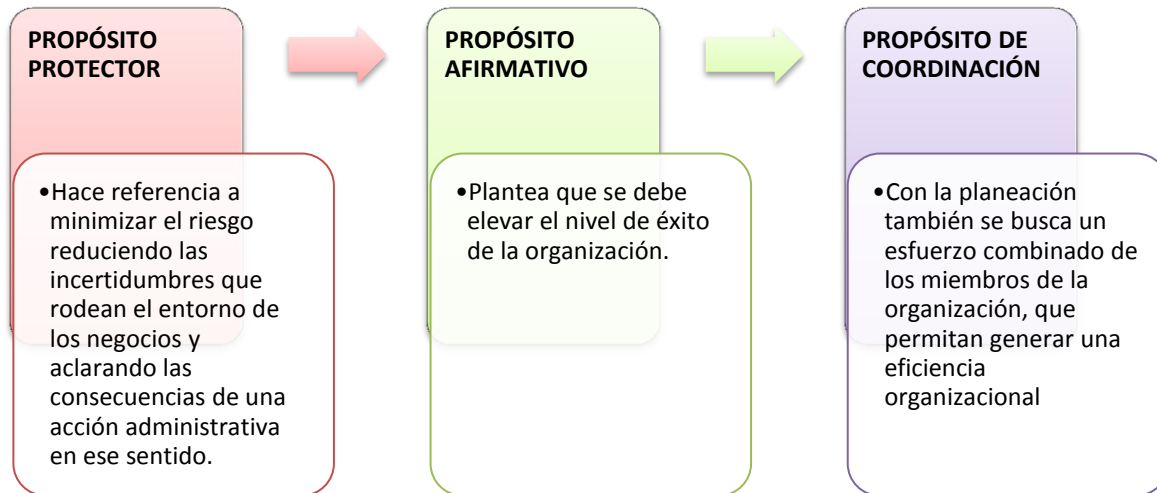 PROPÓSITO
PROTECTOR
•Hace referencia a
minimizar el riesgo
reduciendo las
incertidumbres que
rodean el entorno de
los negocios y
aclarando las
consecuencias de una
acción administrativa
en ese sentido.
PROPÓSITO
AFIRMATIVO
•Plantea que se debe
elevar el nivel de éxito
de la organización.
PROPÓSITO DE
COORDINACIÓN
•Con la planeación
también se busca un
esfuerzo combinado de
los miembros de la
organización, que
permitan generar una
eficiencia
organizacional